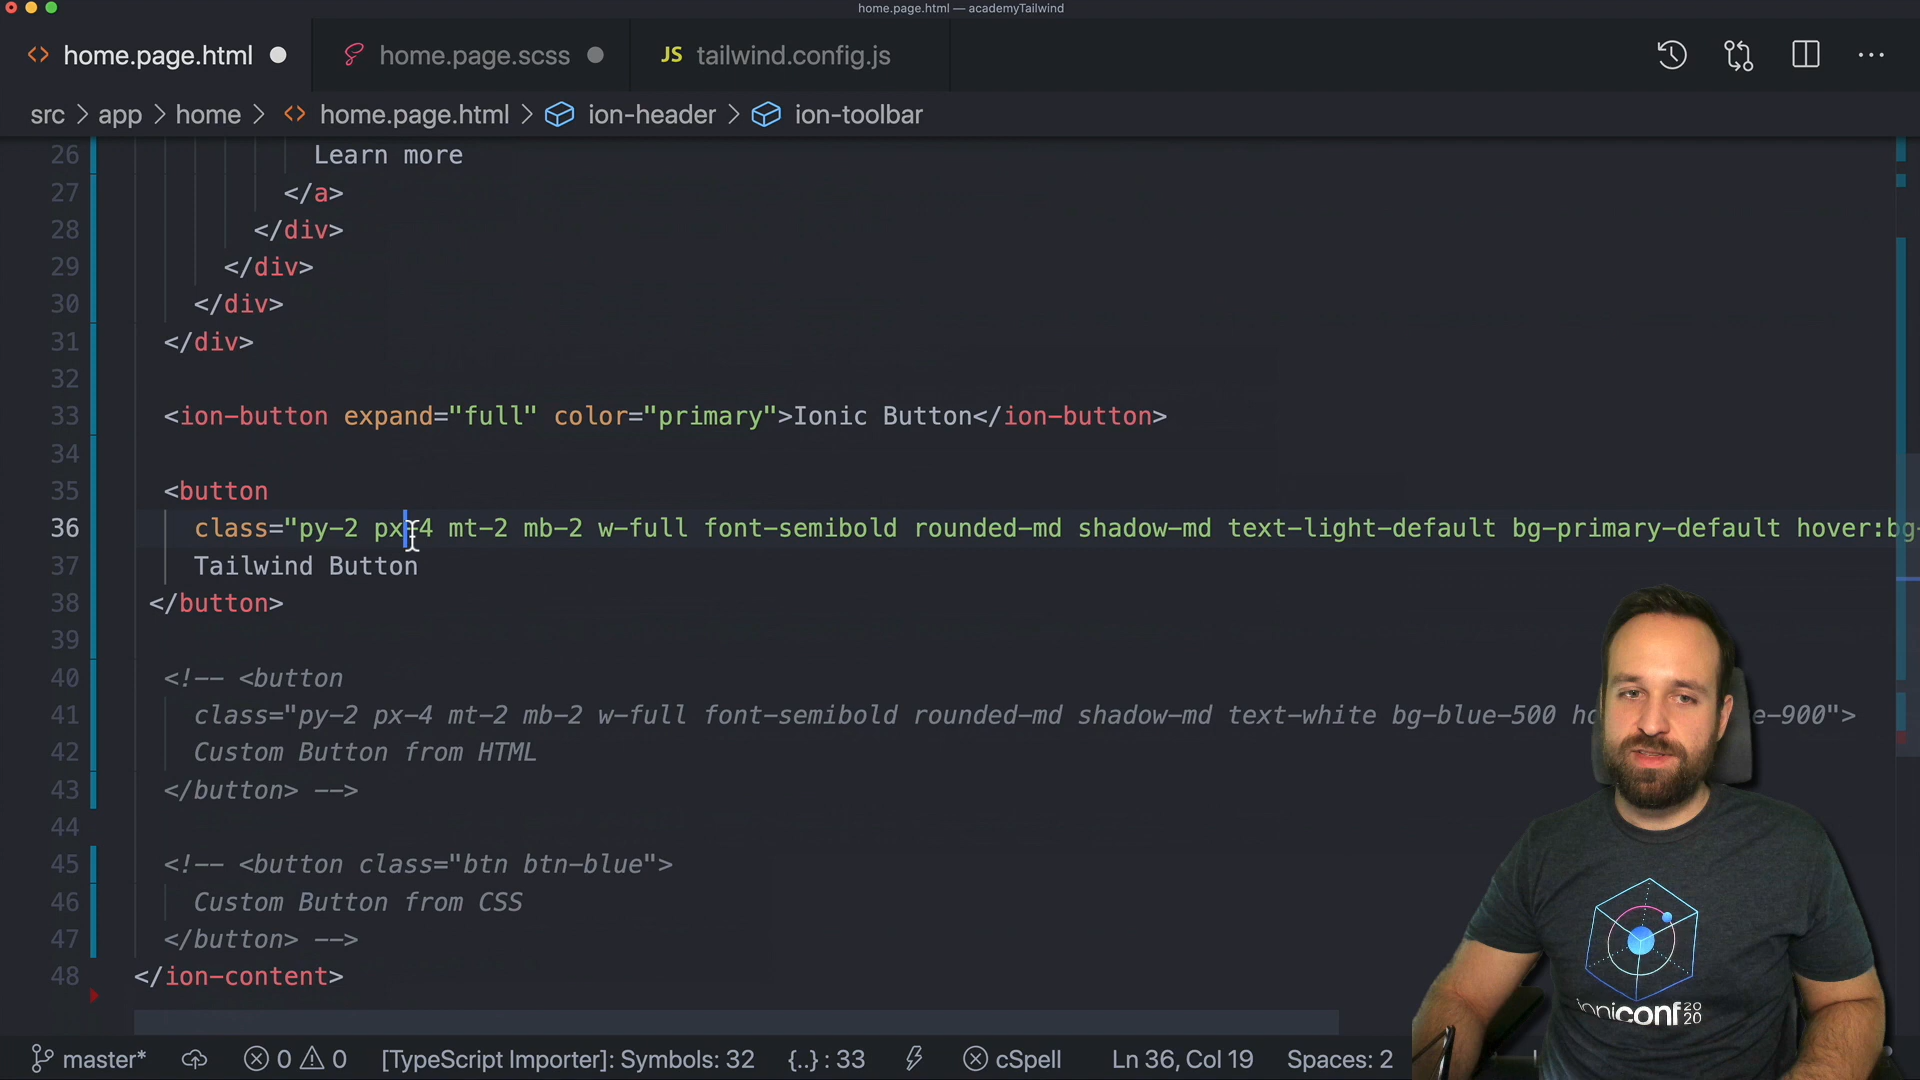 home.page.html — academyTailwind
home.page.html home.page.scss JS tailwind.config.js
src > app > home > home.page.html > ion-header > ion-toolbar
26 Learn more
27 </a>
28 </div>
29 </div>
30 </div>
31 </div>
32
33 <ion-button expand="full" color="primary">Ionic Button</ion-button>
34
35 <button
36 class="py-2 px-4 mt-2 mb-2 w-full font-semibold rounded-md shadow-md text-light-default bg-primary-default hover:bg-
37 Tailwind Button
38 </button>
39
40 <!-- <button
41 class="py-2 px-4 mt-2 mb-2 w-full font-semibold rounded-md shadow-md text-white bg-blue-500 e-900">
42 Custom Button from HTML
43 </button> -->
44
45 <!-- <button class="btn btn-blue">
46 Custom Button from CSS
47 </button> -->
48 </ion-content>
ioniconf 2020
master* 0 0 [TypeScript Importer]: Symbols: 32 {..} : 33 cSpell Ln 36, Col 19 Spaces: 2